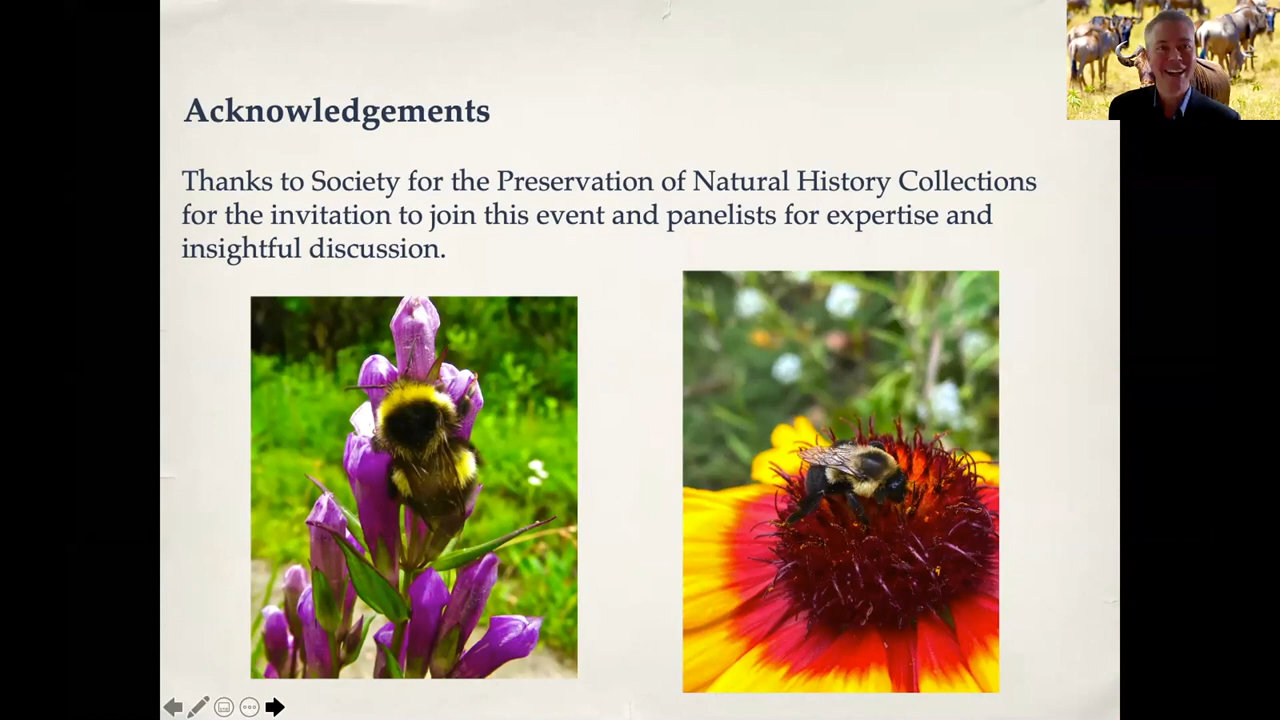 Acknowledgements
Thanks to Society for the Preservation of Natural History Collections
for the invitation to join this event and panelists for expertise and
insightful discussion.